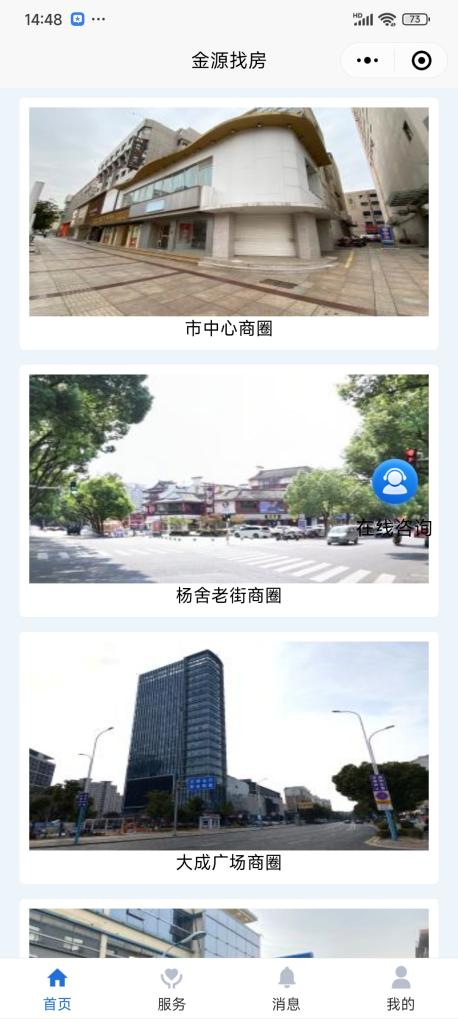 14:48
HD
73
金源找房
市中心商圈
在线咨询
杨舍老街商圈
大成广场商圈
首页
服务
消息
我的